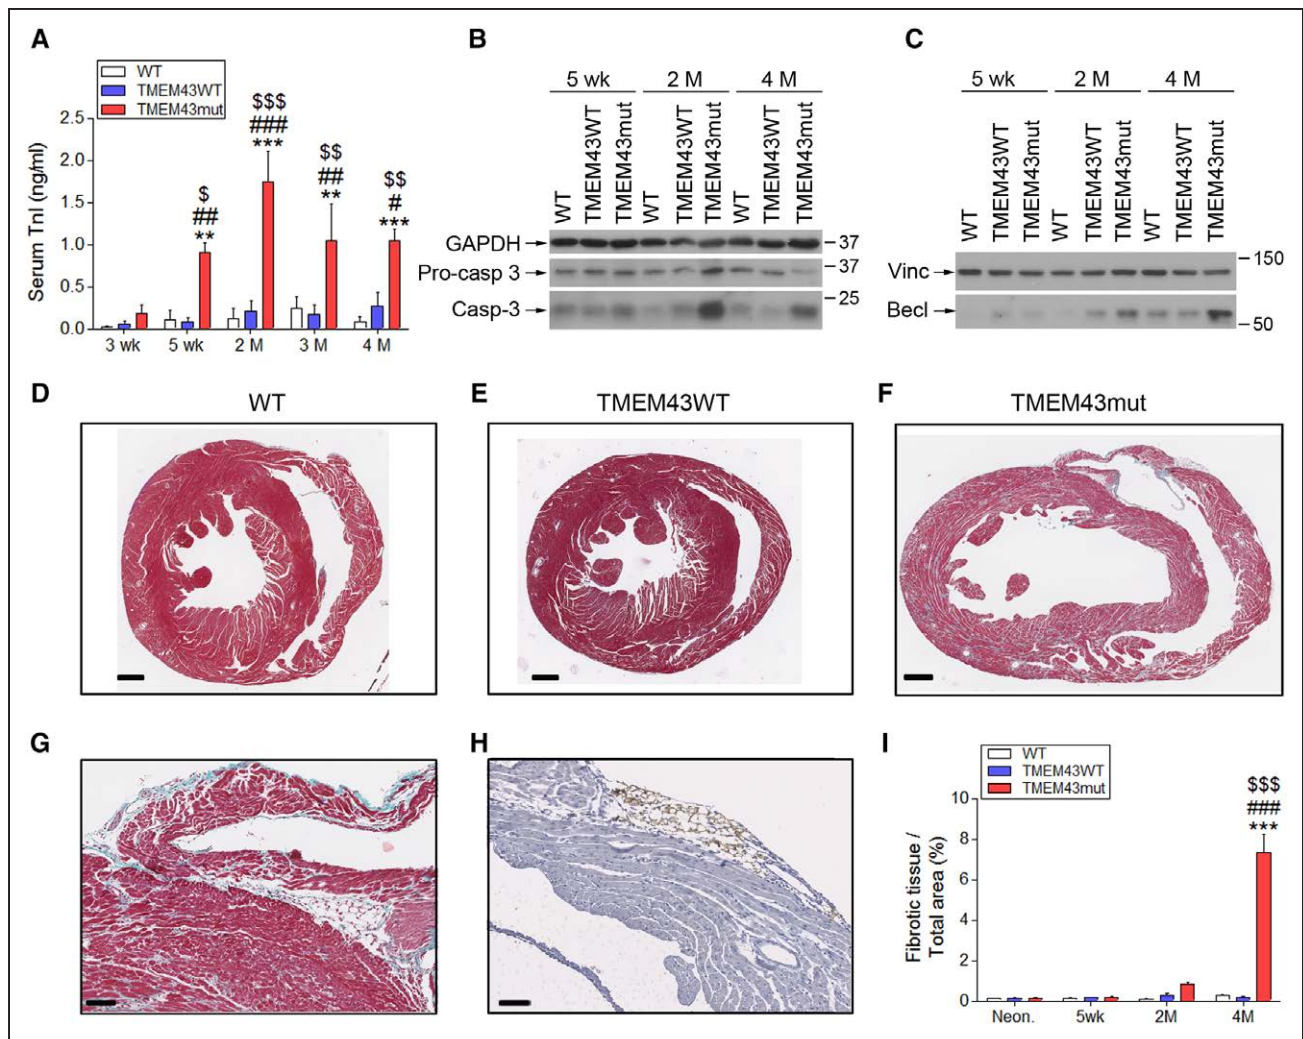 A
WT
TMEM43WT
TMEM43mut
Serum TnI (ng/ml)
2.5
2.0
1.5
1.0
0.5
0.0
$
##
**
$$$
###
***
$$
##
**
$$
#
***
3 wk 5 wk 2 M 3 M 4 M
B
5 wk 2 M 4 M
WT TMEM43WT TMEM43mut WT TMEM43WT TMEM43mut WT TMEM43WT TMEM43mut
GAPDH 37
Pro-casp 3 37
Casp-3 25
C
5 wk 2 M 4 M
WT TMEM43WT TMEM43mut WT TMEM43WT TMEM43mut WT TMEM43WT TMEM43mut
Vinc 150
Becl 50
D WT
E TMEM43WT
F TMEM43mut
G
H
I
WT
TMEM43WT
TMEM43mut
Fibrotic tissue /
Total area (%)
10
8
6
4
2
0
$$$
###
***
Neon. 5wk 2M 4M